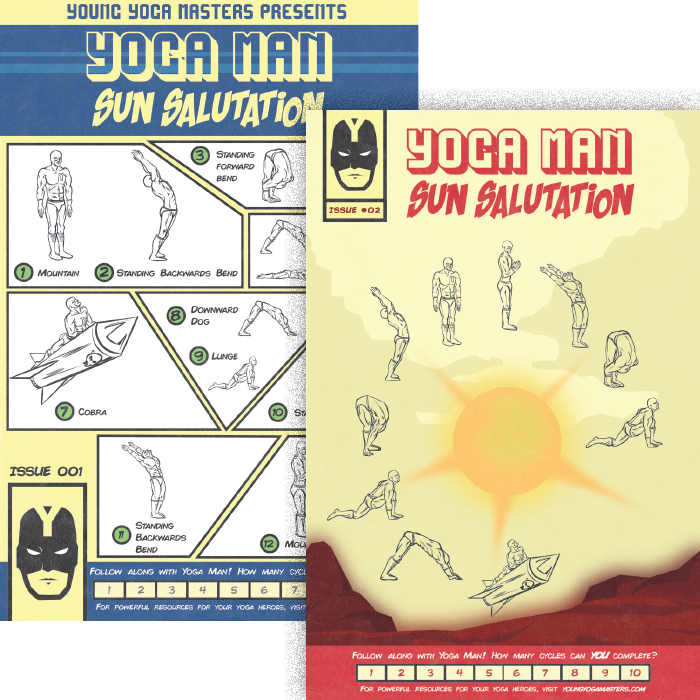 YOUNG YOGA MASTERS PRESENTS
YOGA MAN
SUN SALUTATION
3 STANDING
FORWARD
BEND
1 MOUNTAIN
2 STANDING BACKWARDS BEND
8 DOWNWARD
DOG
9 LUNGE
7 COBRA
10
ISSUE 001
11 STANDING
BACKWARDS
BEND
12
FOLLOW ALONG WITH YOGA MAN! HOW MANY
1 2 3 4 5 6 7
FOR POWERFUL RESOURCES FOR YOUR YOGA HEROES, VISIT
ISSUE #02
YOGA MAN
SUN SALUTATION
FOLLOW ALONG WITH YOGA MAN! HOW MANY CYCLES CAN YOU COMPLETE?
1 2 3 4 5 6 7 8 9 10
FOR POWERFUL RESOURCES FOR YOUR YOGA HEROES, VISIT YOUNGYOGAMASTERS.COM